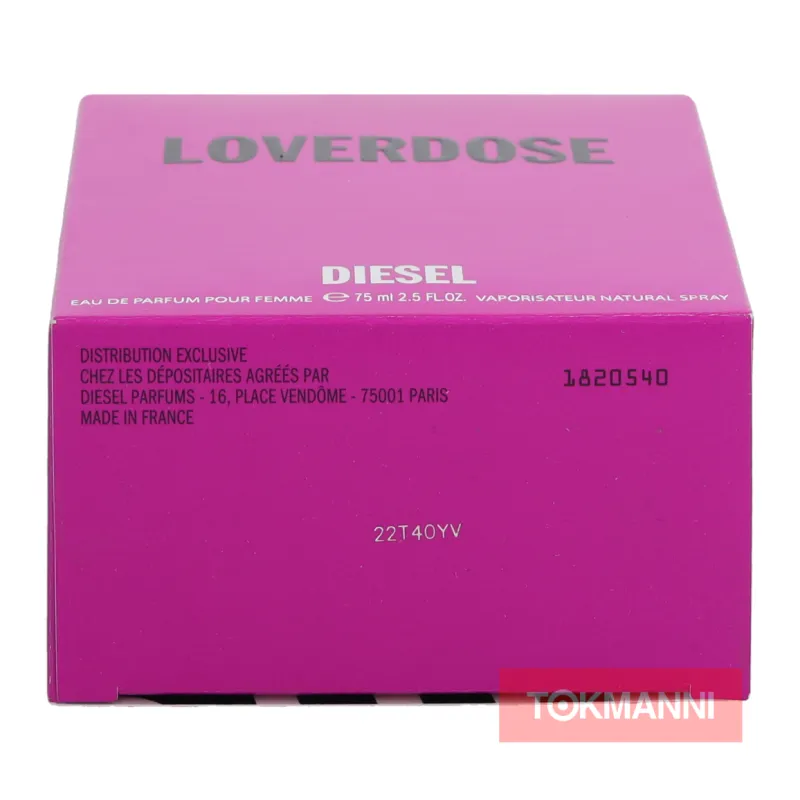 LOVERDOSE
DIESEL
EAU DE PARFUM POUR FEMME ℮ 75 ml 2.5 FL.OZ. VAPORISATEUR NATURAL SPRAY
DISTRIBUTION EXCLUSIVE
CHEZ LES DÉPOSITAIRES AGRÉÉS PAR
DIESEL PARFUMS - 16, PLACE VENDÔME - 75001 PARIS
MADE IN FRANCE
1820540
22T40YV
TOKMANNI